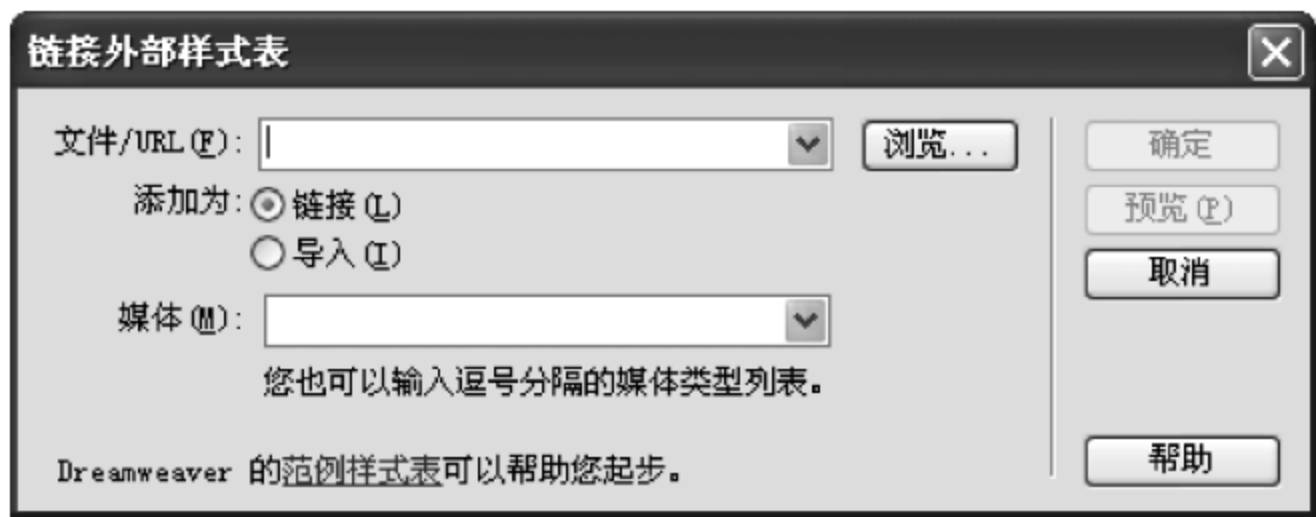 链接外部样式表
文件/URL(F): 浏览... 确定
添加为: 链接(L) 预览(P)
导入(I) 取消
媒体(M):
您也可以输入逗号分隔的媒体类型列表。
Dreamweaver 的范例样式表可以帮助您起步。 帮助